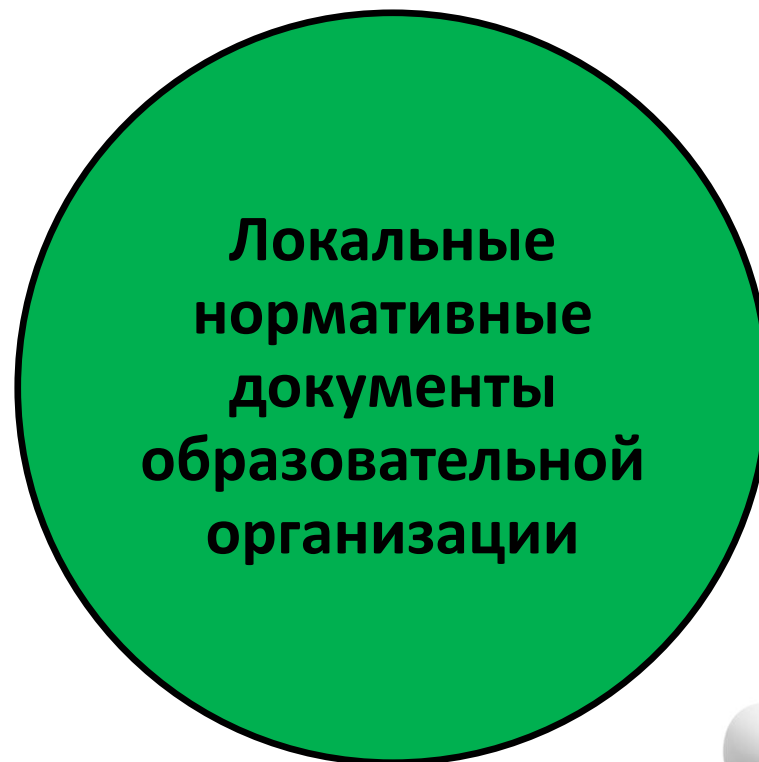 Локальные
нормативные
документы
образовательной
организации